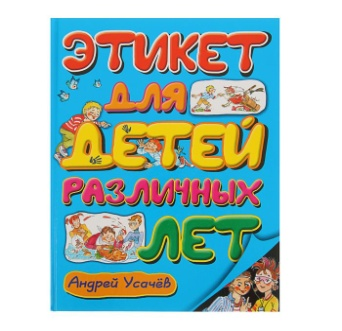 ЭТИКЕТ
ДЛЯ
ДЕТЕЙ
РАЗЛИЧНЫХ
ЛЕТ
Андрей Усачёв